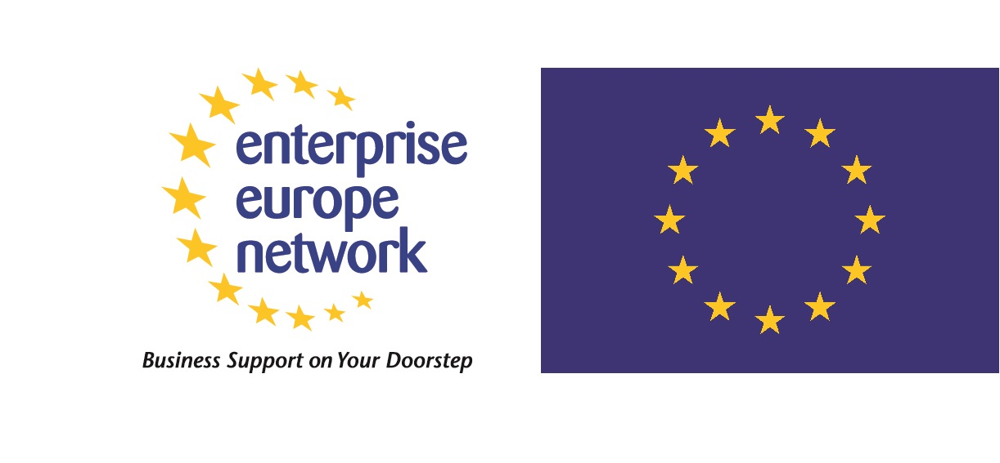 enterprise
europe
network
Business Support on Your Doorstep